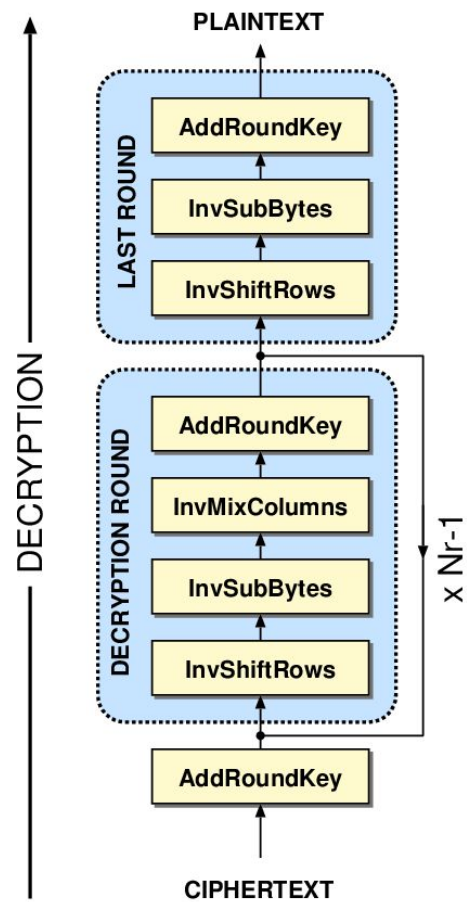 PLAINTEXT
AddRoundKey
InvSubBytes
InvShiftRows
LAST ROUND
AddRoundKey
InvMixColumns
InvSubBytes
InvShiftRows
DECRYPTION ROUND
x Nr-1
AddRoundKey
CIPHERTEXT
DECRYPTION